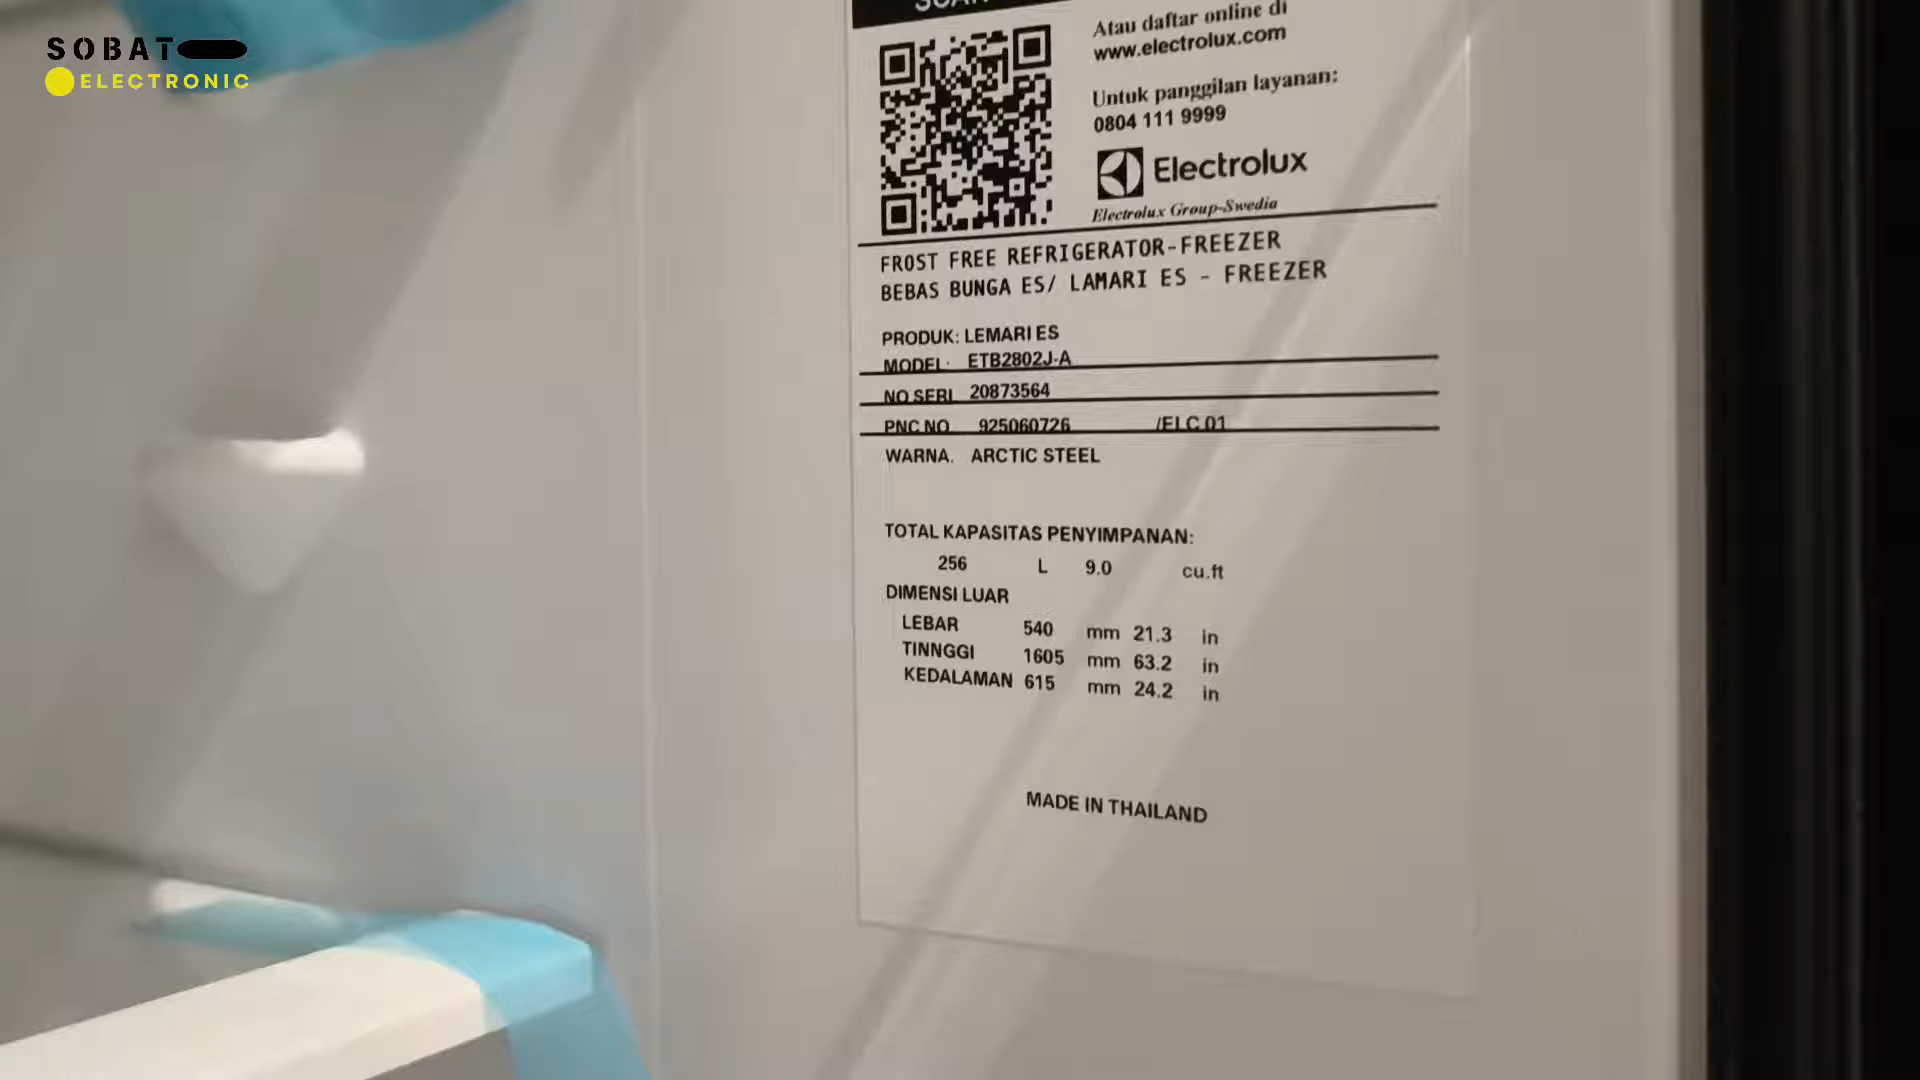 SOBAT
ELECTRONIC
Atau daftar online di
www.electrolux.com
Untuk panggilan layanan:
0804 111 9999
Electrolux
Electrolux Group-Swedia
FROST FREE REFRIGERATOR-FREEZER
BEBAS BUNGA ES/ LAMARI ES - FREEZER
PRODUK: LEMARI ES
MODEL: ETB2802J-A
NO SERI 20873564
PNC NO 925060726 /ELC 01
WARNA. ARCTIC STEEL
TOTAL KAPASITAS PENYIMPANAN:
256 L 9.0 cu.ft
DIMENSI LUAR
LEBAR 540 mm 21.3 in
TINNGGI 1605 mm 63.2 in
KEDALAMAN 615 mm 24.2 in
MADE IN THAILAND